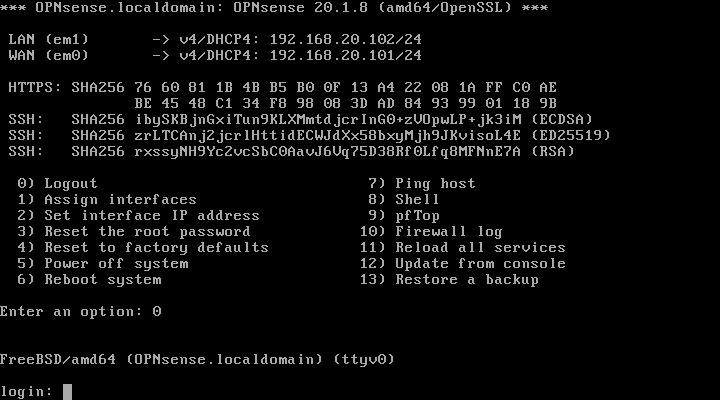 *** OPNsense.localdomain: OPNsense 20.1.8 (amd64/OpenSSL) ***
LAN (em1)       -> v4/DHCP4: 192.168.20.102/24
WAN (em0)       -> v4/DHCP4: 192.168.20.101/24
HTTPS: SHA256 76 60 81 1B 4B B5 B0 0F 13 A4 22 08 1A FF C0 AE
BE 45 48 C1 34 F8 98 08 3D AD 84 93 99 01 18 9B
SSH:   SHA256 ibySKBjnGxiTun9KLXMmtdjcrInG0+zVOpwLP+jk3iM (ECDSA)
SSH:   SHA256 zrLTCAnj2jcrlHttidECWJdXx58bxyMjh9JKvisoL4E (ED25519)
SSH:   SHA256 rxssyNH9Yc2vcSbC0AavJ6Vq75D38Rf0Lfq8MFNnE7A (RSA)
0) Logout                              7) Ping host
1) Assign interfaces                   8) Shell
2) Set interface IP address            9) pfTop
3) Reset the root password            10) Firewall log
4) Reset to factory defaults          11) Reload all services
5) Power off system                   12) Update from console
6) Reboot system                      13) Restore a backup
Enter an option: 0
FreeBSD/amd64 (OPNsense.localdomain) (ttyv0)
login: